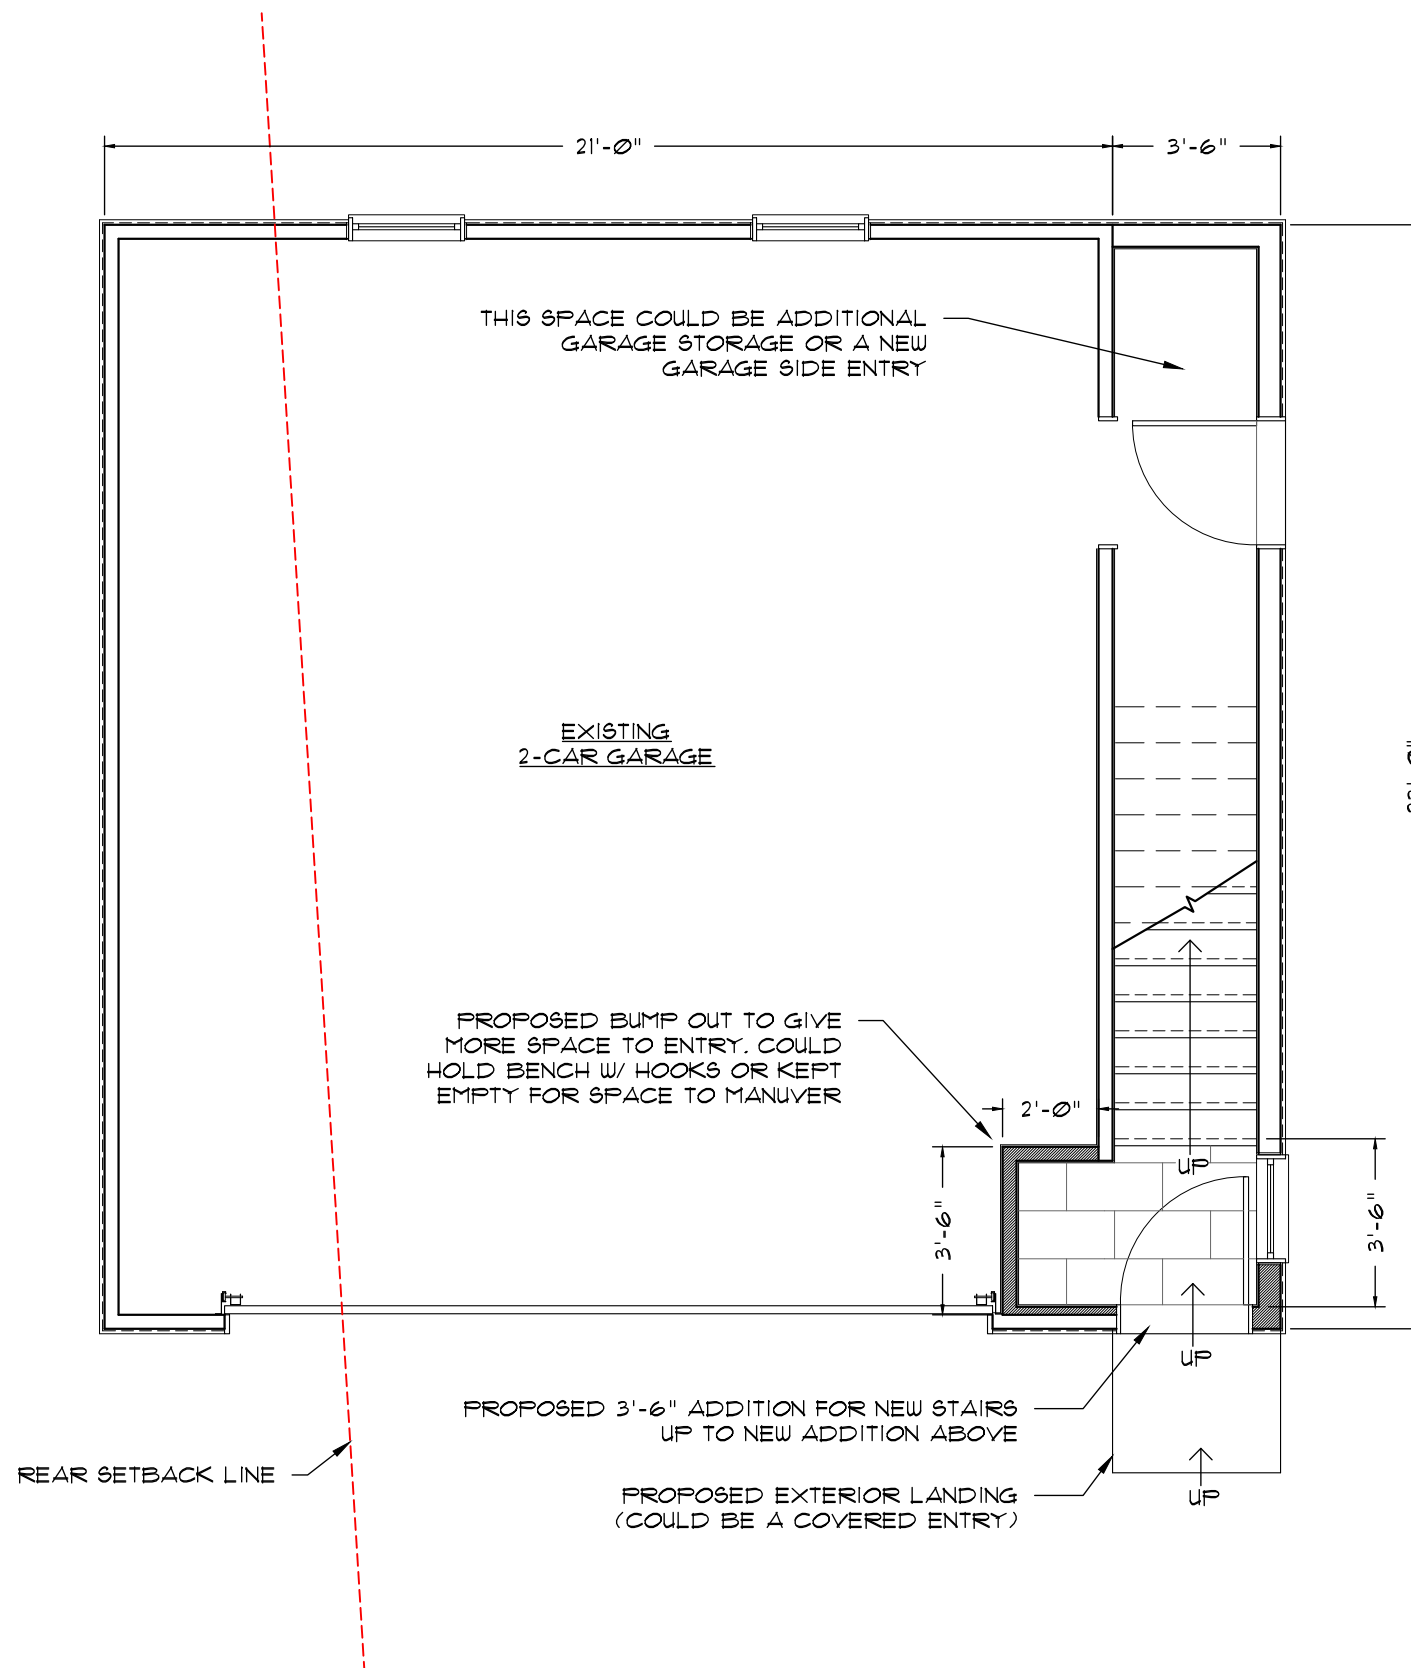 21'-0"
3'-6"
THIS SPACE COULD BE ADDITIONAL
GARAGE STORAGE OR A NEW
GARAGE SIDE ENTRY
EXISTING
2-CAR GARAGE
PROPOSED BUMP OUT TO GIVE
MORE SPACE TO ENTRY. COULD
HOLD BENCH W/ HOOKS OR KEPT
EMPTY FOR SPACE TO MANUVER
2'-0"
UP
3'-6"
3'-6"
UP
PROPOSED 3'-6" ADDITION FOR NEW STAIRS
UP TO NEW ADDITION ABOVE
REAR SETBACK LINE
PROPOSED EXTERIOR LANDING
(COULD BE A COVERED ENTRY)
UP